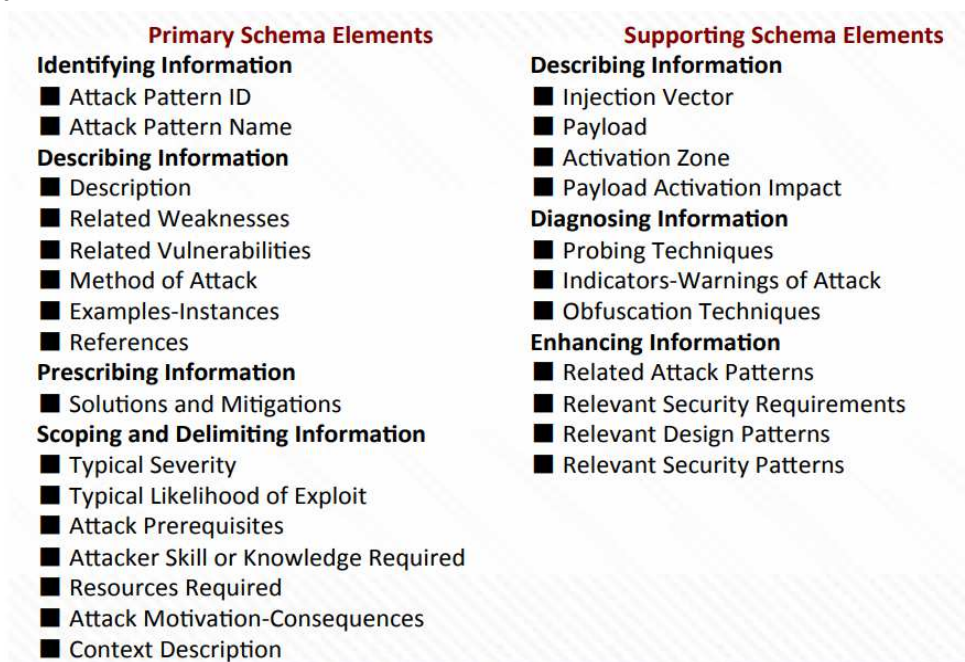 Primary Schema Elements
Identifying Information
■ Attack Pattern ID
■ Attack Pattern Name
Describing Information
■ Description
■ Related Weaknesses
■ Related Vulnerabilities
■ Method of Attack
■ Examples-Instances
■ References
Prescribing Information
■ Solutions and Mitigations
Scoping and Delimiting Information
■ Typical Severity
■ Typical Likelihood of Exploit
■ Attack Prerequisites
■ Attacker Skill or Knowledge Required
■ Resources Required
■ Attack Motivation-Consequences
■ Context Description
Supporting Schema Elements
Describing Information
■ Injection Vector
■ Payload
■ Activation Zone
■ Payload Activation Impact
Diagnosing Information
■ Probing Techniques
■ Indicators-Warnings of Attack
■ Obfuscation Techniques
Enhancing Information
■ Related Attack Patterns
■ Relevant Security Requirements
■ Relevant Design Patterns
■ Relevant Security Patterns